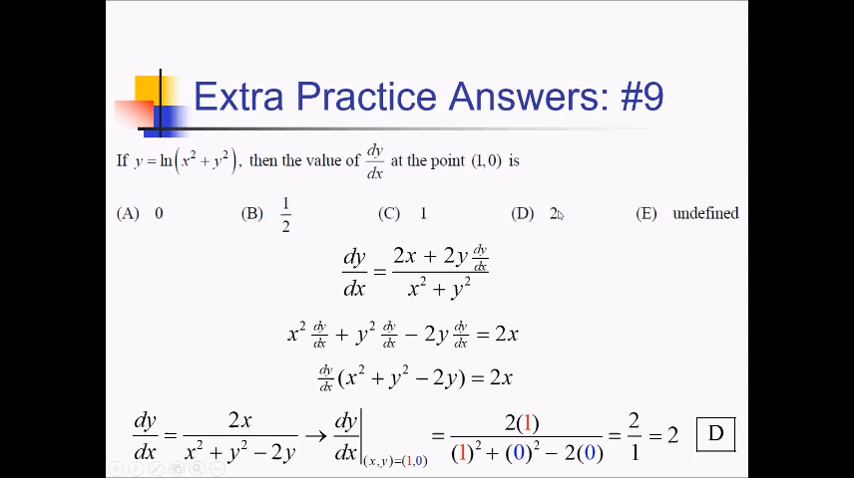 Extra Practice Answers: #9
If y = ln(x² + y²), then the value of dy/dx at the point (1, 0) is
(A) 0 (B) 1/2 (C) 1 (D) 2 (E) undefined
dy/dx = (2x + 2y dy/dx)/(x² + y²)
x² dy/dx + y² dy/dx − 2y dy/dx = 2x
dy/dx (x² + y² − 2y) = 2x
dy/dx = 2x/(x² + y² − 2y) → dy/dx|(x,y)=(1,0) = 2(1)/((1)² + (0)² − 2(0)) = 2/1 = 2 D